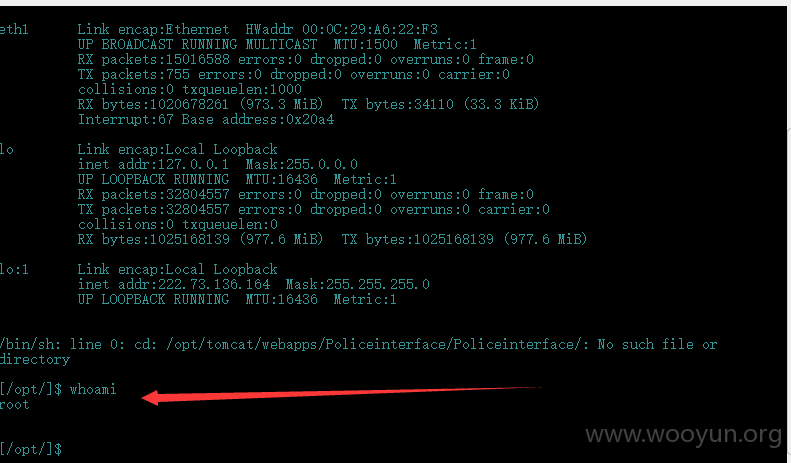 eth1 Link encap:Ethernet HWaddr 00:0C:29:A6:22:F3
UP BROADCAST RUNNING MULTICAST MTU:1500 Metric:1
RX packets:15016588 errors:0 dropped:0 overruns:0 frame:0
TX packets:755 errors:0 dropped:0 overruns:0 carrier:0
collisions:0 txqueuelen:1000
RX bytes:1020678261 (973.3 MiB) TX bytes:34110 (33.3 KiB)
Interrupt:67 Base address:0x20a4
lo Link encap:Local Loopback
inet addr:127.0.0.1 Mask:255.0.0.0
UP LOOPBACK RUNNING MTU:16436 Metric:1
RX packets:32804557 errors:0 dropped:0 overruns:0 frame:0
TX packets:32804557 errors:0 dropped:0 overruns:0 carrier:0
collisions:0 txqueuelen:0
RX bytes:1025168139 (977.6 MiB) TX bytes:1025168139 (977.6 MiB)
lo:1 Link encap:Local Loopback
inet addr:222.73.136.164 Mask:255.255.255.0
UP LOOPBACK RUNNING MTU:16436 Metric:1
/bin/sh: line 0: cd: /opt/tomcat/webapps/Policeinterface/Policeinterface/: No such file or
directory
[/opt/]$ whoami
root
[/opt/]$
www.wooyun.org